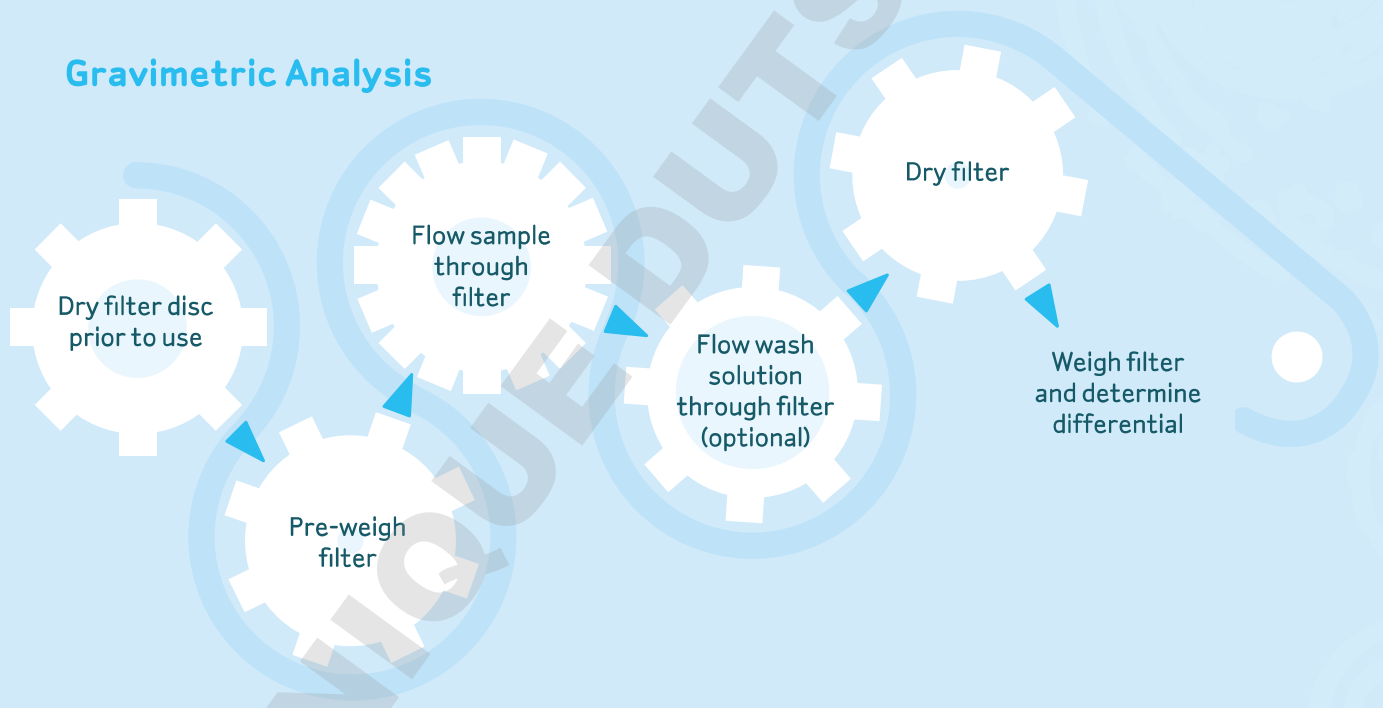 Gravimetric Analysis
Dry filter disc
prior to use
Pre-weigh
filter
Flow sample
through
filter
Flow wash
solution
through filter
(optional)
Dry filter
Weigh filter
and determine
differential
NIQUEDUTS